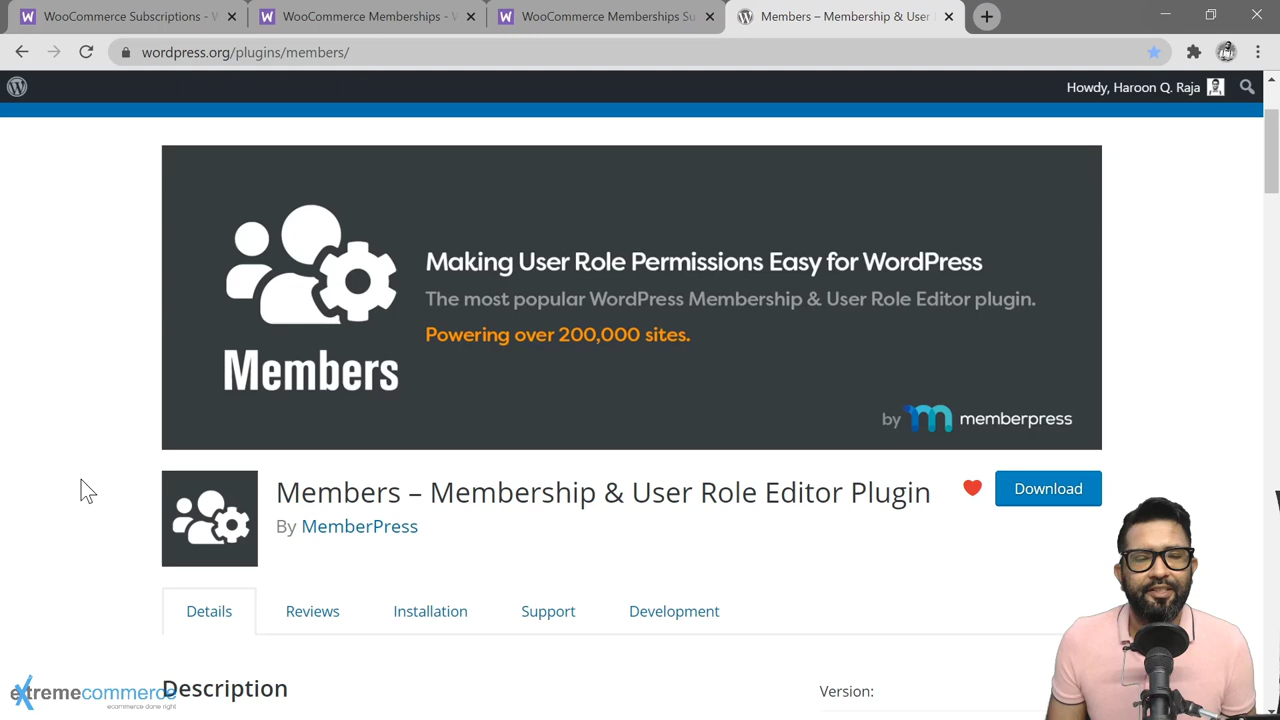 WooCommerce Subscriptions - W
WooCommerce Memberships - W
WooCommerce Memberships Su
Members – Membership & User
wordpress.org/plugins/members/
Howdy, Haroon Q. Raja
Making User Role Permissions Easy for WordPress
The most popular WordPress Membership & User Role Editor plugin.
Powering over 200,000 sites.
Members
by memberpress
Members – Membership & User Role Editor Plugin
Download
By MemberPress
Details
Reviews
Installation
Support
Development
Description
Version:
extremecommerce
ecommerce done right